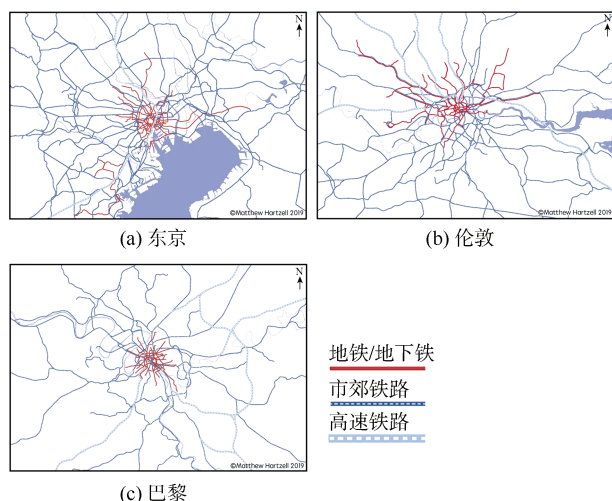 N
©Matthew Hartzell 2019
(a) 东京
N
©Matthew Hartzell 2019
(b) 伦敦
N
©Matthew Hartzell 2019
(c) 巴黎
地铁/地下铁
市郊铁路
高速铁路